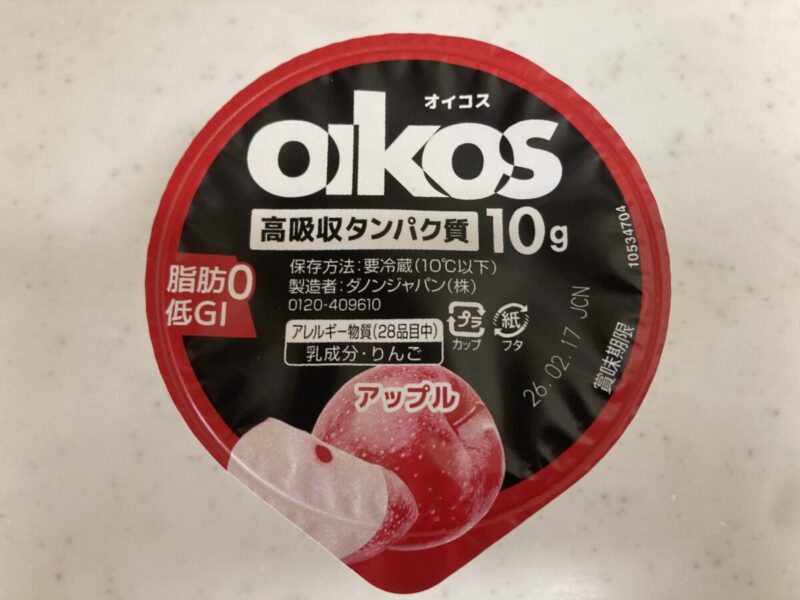 オイコス
oikos
高吸収タンパク質 10g
脂肪0
低GI
保存方法:要冷蔵(10℃以下)
製造者:ダノンジャパン(株)
0120-409610
アレルギー物質(28品目中)
乳成分・りんご
プラ
カップ
紙
フタ
アップル
賞味期限
26.02.17 JCN
10534704